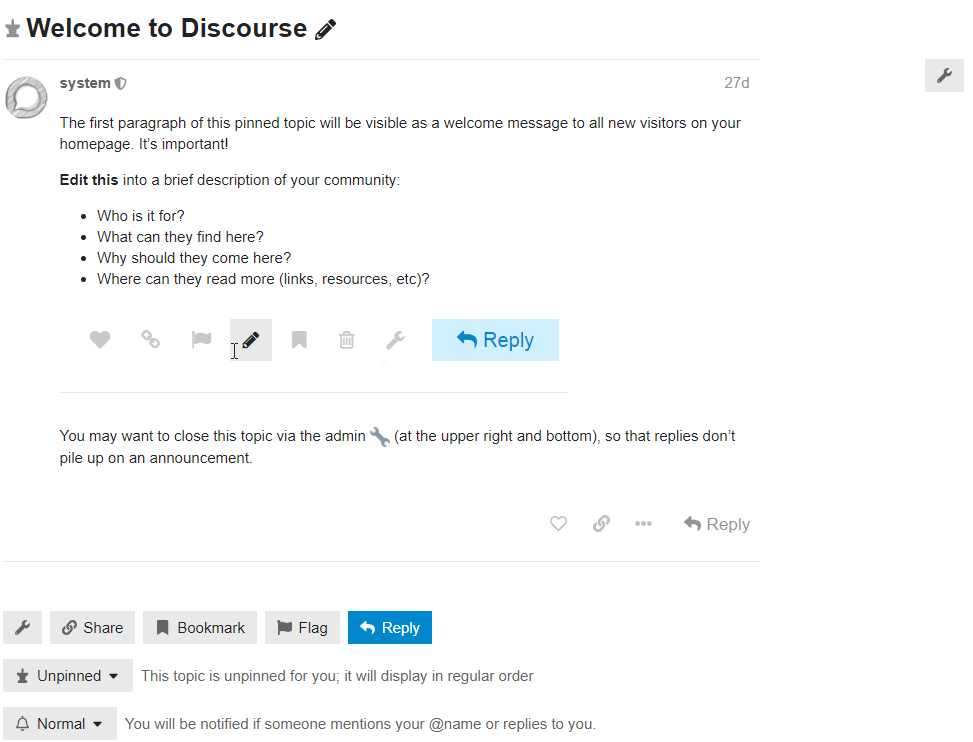 Welcome to Discourse
system
27d
The first paragraph of this pinned topic will be visible as a welcome message to all new visitors on your
homepage. It’s important!
Edit this into a brief description of your community:
Who is it for?
What can they find here?
Why should they come here?
Where can they read more (links, resources, etc)?
Reply
You may want to close this topic via the admin (at the upper right and bottom), so that replies don’t
pile up on an announcement.
Reply
Share
Bookmark
Flag
Reply
Unpinned
This topic is unpinned for you; it will display in regular order
Normal
You will be notified if someone mentions your @name or replies to you.